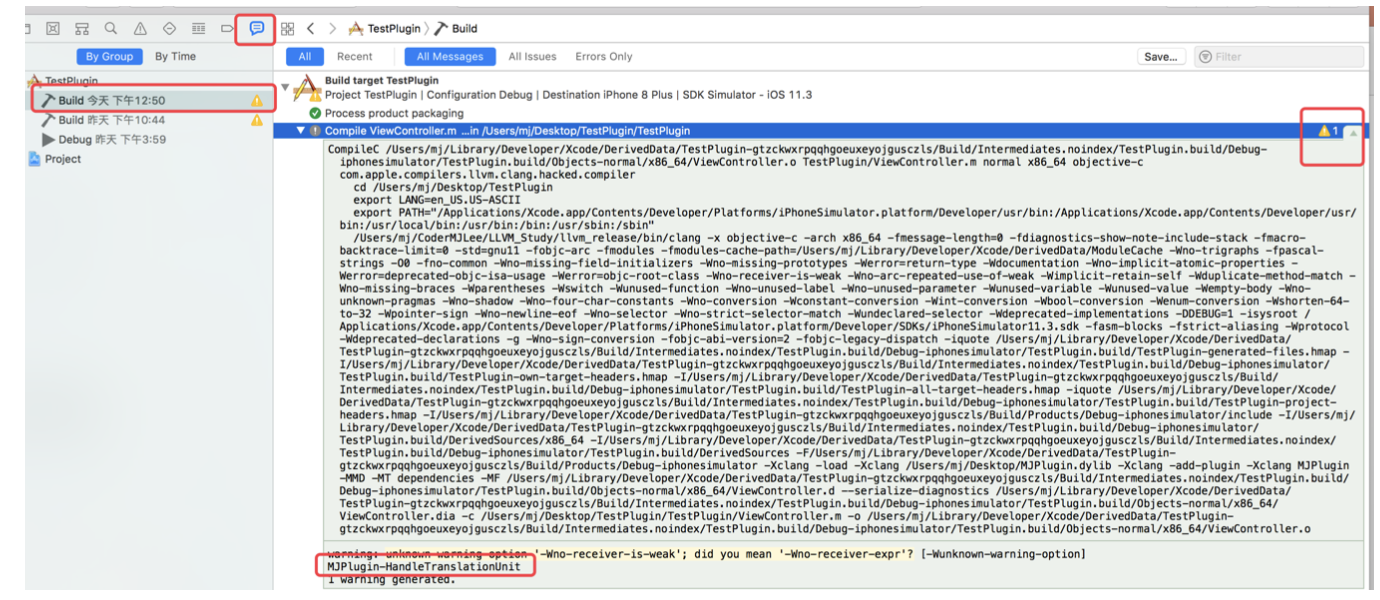 TestPlugin 〉 Build
By Group By Time
All Recent All Messages All Issues Errors Only Save... Filter
TestPlugin
Build 今天 下午12:50
Build 昨天 下午10:44
Debug 昨天 下午3:59
Project
Build target TestPlugin
Project TestPlugin | Configuration Debug | Destination iPhone 8 Plus | SDK Simulator - iOS 11.3
Process product packaging
Compile ViewController.m ...in /Users/mj/Desktop/TestPlugin/TestPlugin 1
CompileC /Users/mj/Library/Developer/Xcode/DerivedData/TestPlugin-gtzckwxrpqqhgoeuxeyojgusczls/Build/Intermediates.noindex/TestPlugin.build/Debug-
iphonesimulator/TestPlugin.build/Objects-normal/x86_64/ViewController.o TestPlugin/ViewController.m normal x86_64 objective-c
com.apple.compilers.llvm.clang.hacked.compiler
cd /Users/mj/Desktop/TestPlugin
export LANG=en_US.US-ASCII
export PATH="/Applications/Xcode.app/Contents/Developer/Platforms/iPhoneSimulator.platform/Developer/usr/bin:/Applications/Xcode.app/Contents/Developer/usr/
bin:/usr/local/bin:/usr/bin:/bin:/usr/sbin:/sbin"
/Users/mj/CoderMJLee/LLVM_Study/llvm_release/bin/clang -x objective-c -arch x86_64 -fmessage-length=0 -fdiagnostics-show-note-include-stack -fmacro-
backtrace-limit=0 -std=gnu11 -fobjc-arc -fmodules -fmodules-cache-path=/Users/mj/Library/Developer/Xcode/DerivedData/ModuleCache -Wno-trigraphs -fpascal-
strings -O0 -fno-common -Wno-missing-field-initializers -Wno-missing-prototypes -Werror=return-type -Wdocumentation -Wno-implicit-atomic-properties -
Werror=deprecated-objc-isa-usage -Werror=objc-root-class -Wno-receiver-is-weak -Wno-arc-repeated-use-of-weak -Wimplicit-retain-self -Wduplicate-method-match -
Wno-missing-braces -Wparentheses -Wswitch -Wunused-function -Wno-unused-label -Wno-unused-parameter -Wunused-variable -Wunused-value -Wempty-body -Wno-
unknown-pragmas -Wno-shadow -Wno-four-char-constants -Wno-conversion -Wconstant-conversion -Wint-conversion -Wbool-conversion -Wenum-conversion -Wshorten-64-
to-32 -Wpointer-sign -Wno-newline-eof -Wno-selector -Wno-strict-selector-match -Wundeclared-selector -Wdeprecated-implementations -DDEBUG=1 -isysroot /
Applications/Xcode.app/Contents/Developer/Platforms/iPhoneSimulator.platform/Developer/SDKs/iPhoneSimulator11.3.sdk -fasm-blocks -fstrict-aliasing -Wprotocol
-Wdeprecated-declarations -g -Wno-sign-conversion -fobjc-abi-version=2 -fobjc-legacy-dispatch -iquote /Users/mj/Library/Developer/Xcode/DerivedData/
TestPlugin-gtzckwxrpqqhgoeuxeyojgusczls/Build/Intermediates.noindex/TestPlugin.build/Debug-iphonesimulator/TestPlugin.build/TestPlugin-generated-files.hmap -
I/Users/mj/Library/Developer/Xcode/DerivedData/TestPlugin-gtzckwxrpqqhgoeuxeyojgusczls/Build/Intermediates.noindex/TestPlugin.build/Debug-iphonesimulator/
TestPlugin.build/TestPlugin-own-target-headers.hmap -I/Users/mj/Library/Developer/Xcode/DerivedData/TestPlugin-gtzckwxrpqqhgoeuxeyojgusczls/Build/
Intermediates.noindex/TestPlugin.build/Debug-iphonesimulator/TestPlugin.build/TestPlugin-all-target-headers.hmap -iquote /Users/mj/Library/Developer/Xcode/
DerivedData/TestPlugin-gtzckwxrpqqhgoeuxeyojgusczls/Build/Intermediates.noindex/TestPlugin.build/Debug-iphonesimulator/TestPlugin.build/TestPlugin-project-
headers.hmap -I/Users/mj/Library/Developer/Xcode/DerivedData/TestPlugin-gtzckwxrpqqhgoeuxeyojgusczls/Build/Products/Debug-iphonesimulator/include -I/Users/mj/
Library/Developer/Xcode/DerivedData/TestPlugin-gtzckwxrpqqhgoeuxeyojgusczls/Build/Intermediates.noindex/TestPlugin.build/Debug-iphonesimulator/
TestPlugin.build/DerivedSources/x86_64 -I/Users/mj/Library/Developer/Xcode/DerivedData/TestPlugin-gtzckwxrpqqhgoeuxeyojgusczls/Build/Intermediates.noindex/
TestPlugin.build/Debug-iphonesimulator/TestPlugin.build/DerivedSources -F/Users/mj/Library/Developer/Xcode/DerivedData/TestPlugin-
gtzckwxrpqqhgoeuxeyojgusczls/Build/Products/Debug-iphonesimulator -Xclang -load -Xclang /Users/mj/Desktop/MJPlugin.dylib -Xclang -add-plugin -Xclang MJPlugin
-MMD -MT dependencies -MF /Users/mj/Library/Developer/Xcode/DerivedData/TestPlugin-gtzckwxrpqqhgoeuxeyojgusczls/Build/Intermediates.noindex/TestPlugin.build/
Debug-iphonesimulator/TestPlugin.build/Objects-normal/x86_64/ViewController.d --serialize-diagnostics /Users/mj/Library/Developer/Xcode/DerivedData/
TestPlugin-gtzckwxrpqqhgoeuxeyojgusczls/Build/Intermediates.noindex/TestPlugin.build/Debug-iphonesimulator/TestPlugin.build/Objects-normal/x86_64/
ViewController.dia -c /Users/mj/Desktop/TestPlugin/TestPlugin/ViewController.m -o /Users/mj/Library/Developer/Xcode/DerivedData/TestPlugin-
gtzckwxrpqqhgoeuxeyojgusczls/Build/Intermediates.noindex/TestPlugin.build/Debug-iphonesimulator/TestPlugin.build/Objects-normal/x86_64/ViewController.o
warning: unknown warning option '-Wno-receiver-is-weak'; did you mean '-Wno-receiver-expr'? [-Wunknown-warning-option]
MJPlugin-HandleTranslationUnit
1 warning generated.